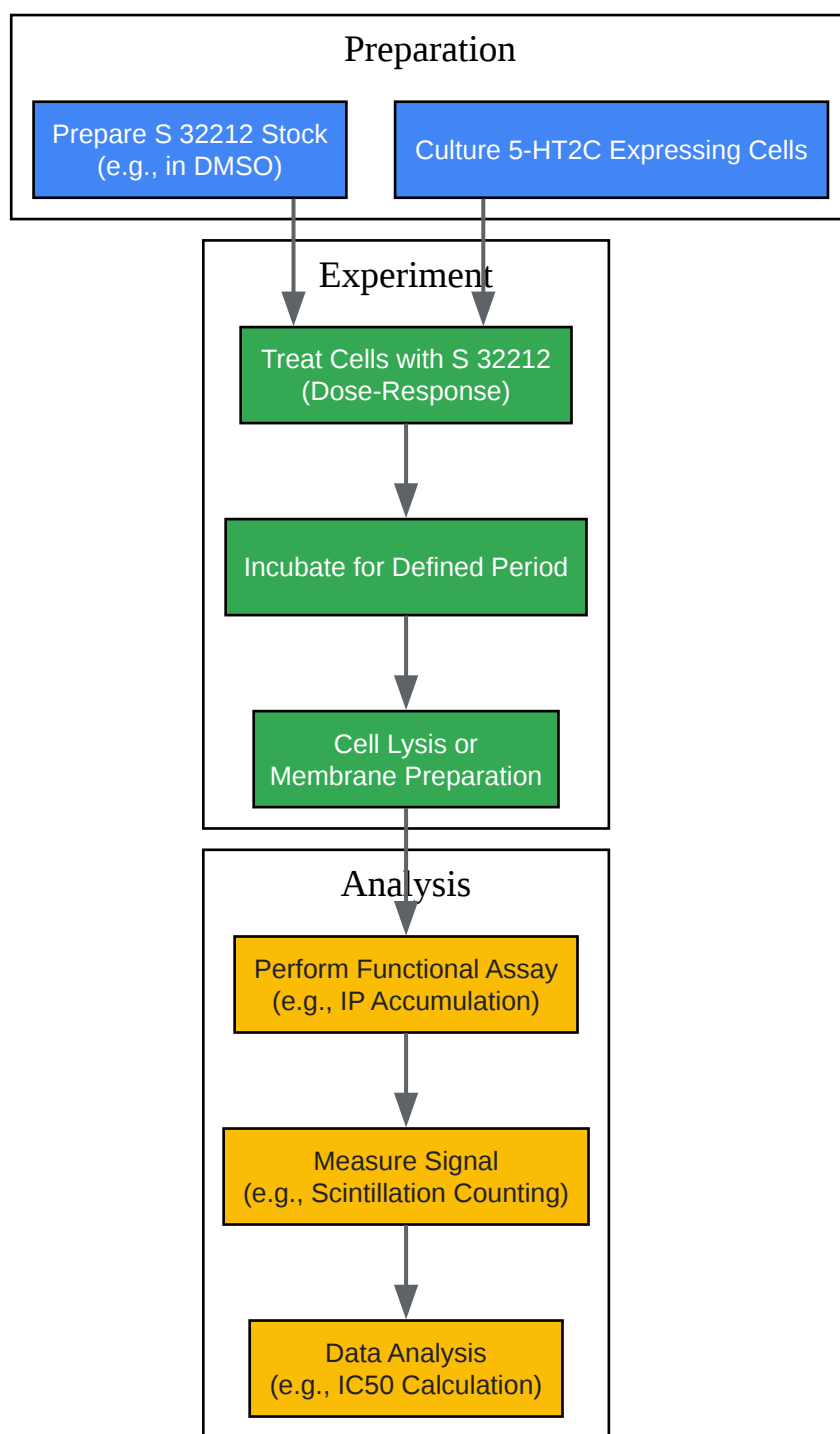 Preparation
Prepare S 32212 Stock
(e.g., in DMSO)
Culture 5-HT2C Expressing Cells
Experiment
Treat Cells with S 32212
(Dose-Response)
Incubate for Defined Period
Cell Lysis or
Membrane Preparation
Analysis
Perform Functional Assay
(e.g., IP Accumulation)
Measure Signal
(e.g., Scintillation Counting)
Data Analysis
(e.g., IC50 Calculation)